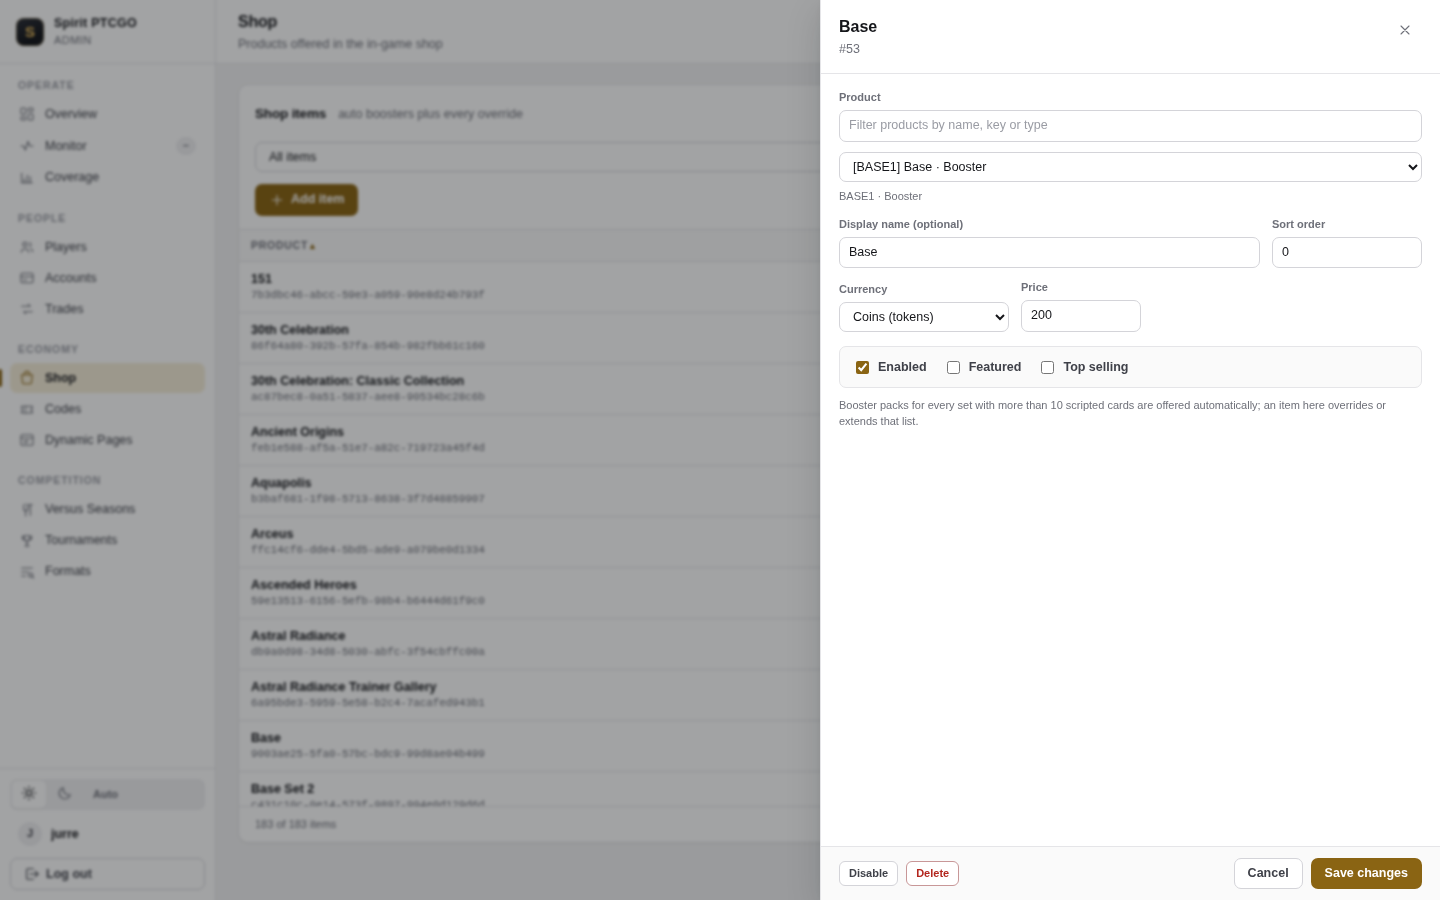 S
Spirit PTCGO
ADMIN
OPERATE
Overview
Monitor
Coverage
PEOPLE
Players
Accounts
Trades
ECONOMY
Shop
Codes
Dynamic Pages
COMPETITION
Versus Seasons
Tournaments
Formats
Auto
J
jurre
Log out
Shop
Products offered in the in-game shop
Shop items auto boosters plus every override
All items
Add item
PRODUCT
151
30th Celebration
30th Celebration: Classic Collection
Ancient Origins
Aquapolis
Arceus
Ascended Heroes
Astral Radiance
Astral Radiance Trainer Gallery
Base
Base Set 2
183 of 183 items
Base
#53
Product
Filter products by name, key or type
[BASE1] Base · Booster
BASE1 · Booster
Display name (optional)
Sort order
Base
0
Currency
Price
Coins (tokens)
200
Enabled
Featured
Top selling
Booster packs for every set with more than 10 scripted cards are offered automatically; an item here overrides or
extends that list.
Disable
Delete
Cancel
Save changes